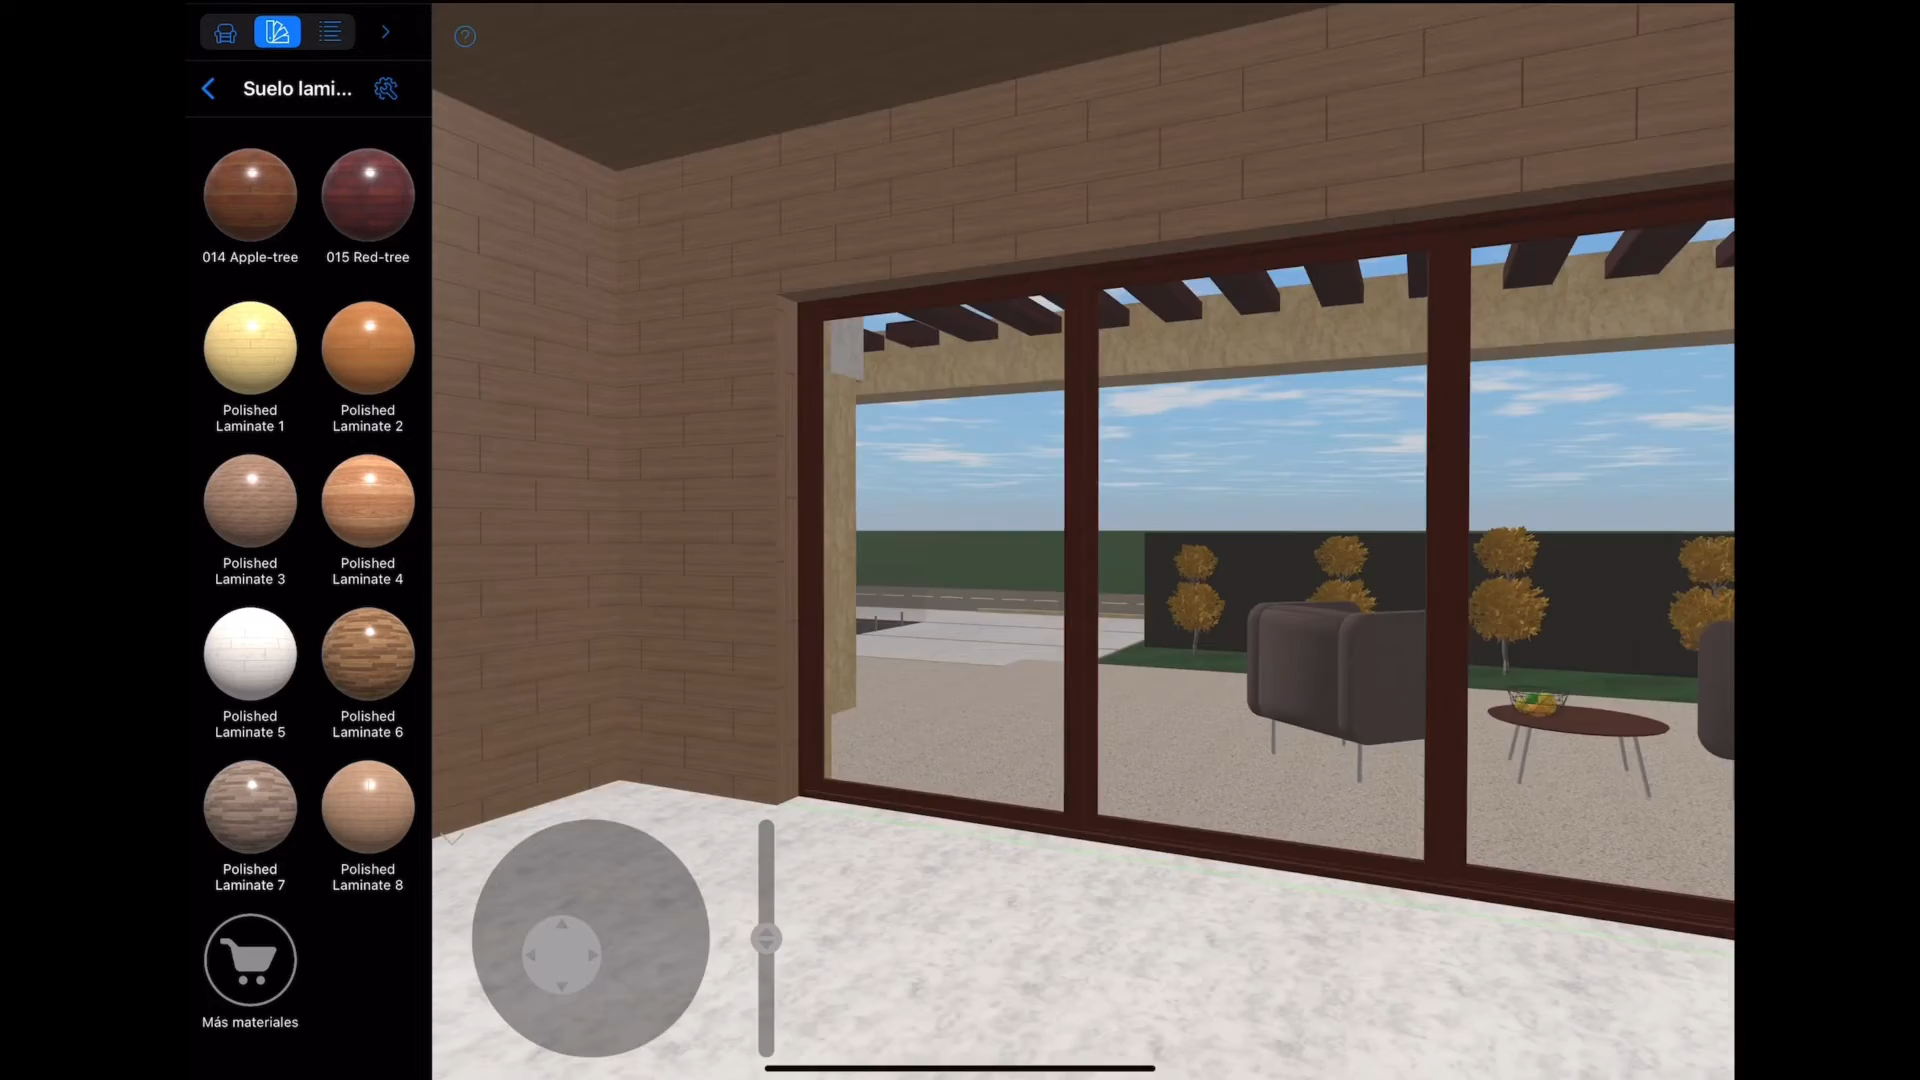 Suelo lami...
014 Apple-tree
015 Red-tree
Polished
Laminate 1
Polished
Laminate 2
Polished
Laminate 3
Polished
Laminate 4
Polished
Laminate 5
Polished
Laminate 6
Polished
Laminate 7
Polished
Laminate 8
Más materiales
?